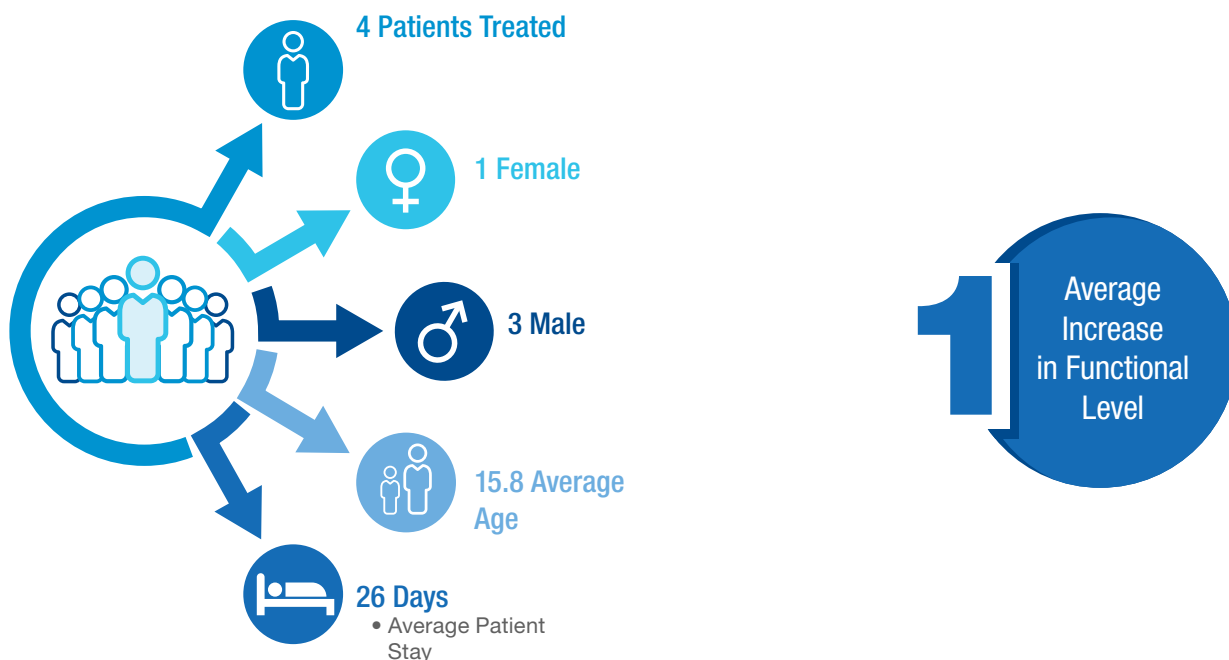 4 Patients Treated
1 Female
3 Male
15.8 Average
Age
26 Days
• Average Patient
Stay
1
Average
Increase
in Functional
Level